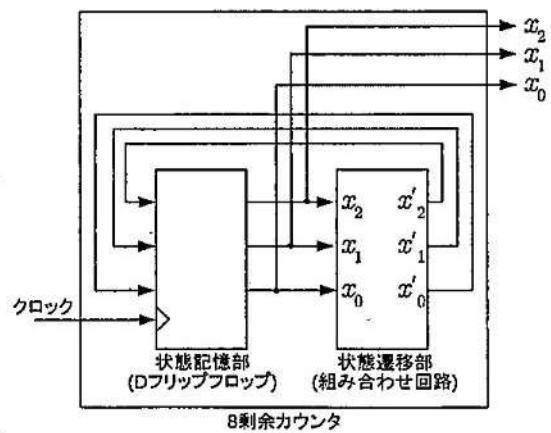 x₂
x₁
x₀
x₂ x'₂
x₁ x'₁
x₀ x'₀
クロック
状態記憶部
(Dフリップフロップ)
状態遷移部
(組み合わせ回路)
8剰余カウンタ